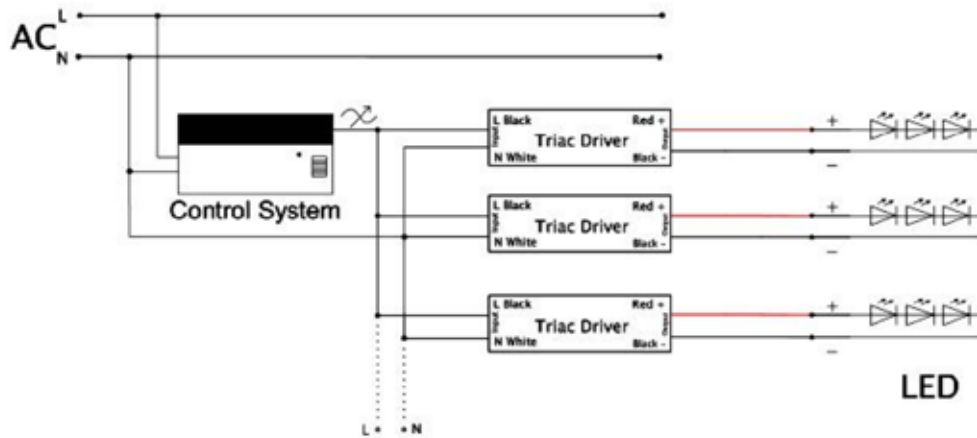 L
AC
N
L Black
Red +
Input
Triac Driver
Output
N White
Black -
+
−
Control System
L Black
Red +
Input
Triac Driver
Output
N White
Black -
+
−
L Black
Red +
Input
Triac Driver
Output
N White
Black -
+
−
LED
L
N